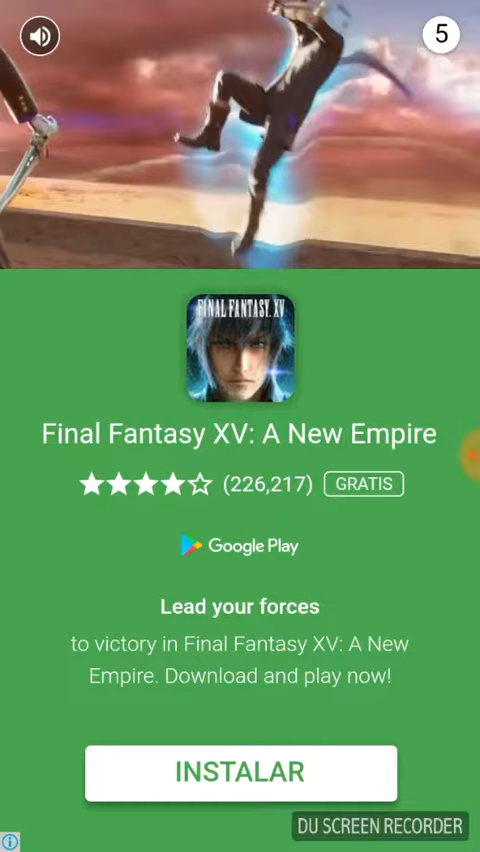 5
FINAL FANTASY XV
Final Fantasy XV: A New Empire
(226,217) GRATIS
Google Play
Lead your forces
to victory in Final Fantasy XV: A New
Empire. Download and play now!
INSTALAR
DU SCREEN RECORDER